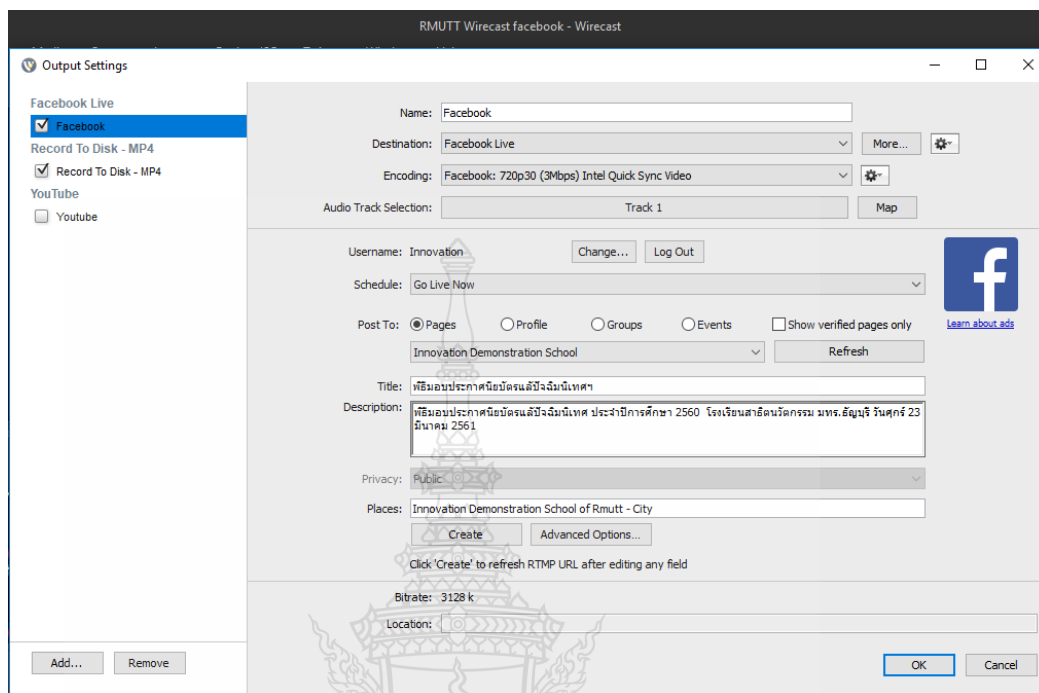 RMUTT Wirecast facebook - Wirecast
Output Settings
Facebook Live
Facebook
Record To Disk - MP4
Record To Disk - MP4
YouTube
Youtube
Add...
Remove
Name: Facebook
Destination: Facebook Live More...
Encoding: Facebook: 720p30 (3Mbps) Intel Quick Sync Video
Audio Track Selection: Track 1 Map
Username: Innovation Change... Log Out
Schedule: Go Live Now
Post To: Pages Profile Groups Events Show verified pages only
Learn about ads
Innovation Demonstration School Refresh
Title: พิธีมอบประกาศนียบัตรแล้ปัจฉิมนิเทศฯ
Description: พิธีมอบประกาศนียบัตรแล้ปัจฉิมนิเทศ ประจำปีการศึกษา 2560 โรงเรียนสาธิตนวัตกรรม มทร.ธัญบุรี วันศุกร์ 23
มีนาคม 2561
Privacy: Public
Places: Innovation Demonstration School of Rmutt - City
Create Advanced Options...
Click 'Create' to refresh RTMP URL after editing any field
Bitrate: 3128 k
Location:
OK Cancel